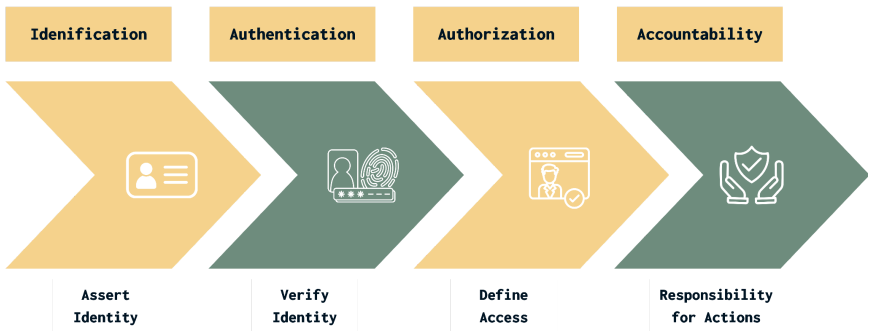 Idenification
Authentication
Authorization
Accountability
***---
Assert
Identity
Verify
Identity
Define
Access
Responsibility
for Actions